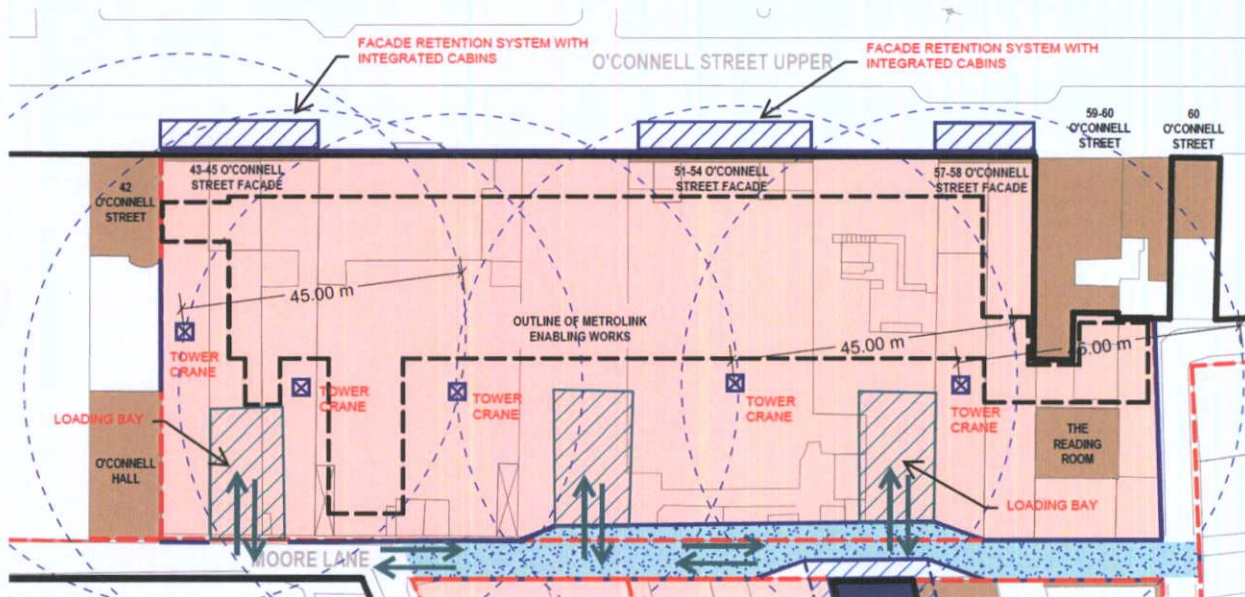 FACADE RETENTION SYSTEM WITH
INTEGRATED CABINS
O'CONNELL STREET UPPER
FACADE RETENTION SYSTEM WITH
INTEGRATED CABINS
59-60
O'CONNELL
STREET
60
O'CONNELL
STREET
42
O'CONNELL
STREET
43-45 O'CONNELL
STREET FACADE
51-54 O'CONNELL
STREET FACADE
57-58 O'CONNELL
STREET FACADE
45.00 m
OUTLINE OF METROLINK
ENABLING WORKS
45.00 m
5.00 m
TOWER
CRANE
TOWER
CRANE
TOWER
CRANE
TOWER
CRANE
TOWER
CRANE
LOADING BAY
O'CONNELL
HALL
THE
READING
ROOM
LOADING BAY
MOORE LANE